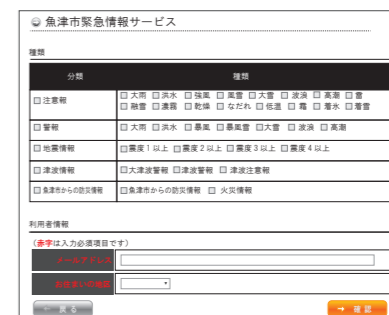 魚津市緊急情報サービス
種類
分類 種類
□注意報 □大雨 □洪水 □強風 □風雪 □大雪 □波浪 □高潮 □雷
□融雪 □濃霧 □乾燥 □なだれ □低温 □霜 □着氷 □着雪
□警報 □大雨 □洪水 □暴風 □暴風雪 □大雪 □波浪 □高潮
□地震情報 □震度1以上 □震度2以上 □震度3以上 □震度4以上
□津波情報 □大津波警報 □津波警報 □津波注意報
□魚津市からの防災情報 □魚津市からの防災情報 □火災情報
利用者情報
(赤字は入力必須項目です)
メールアドレス
お住まいの地区
← 戻る
→ 確認